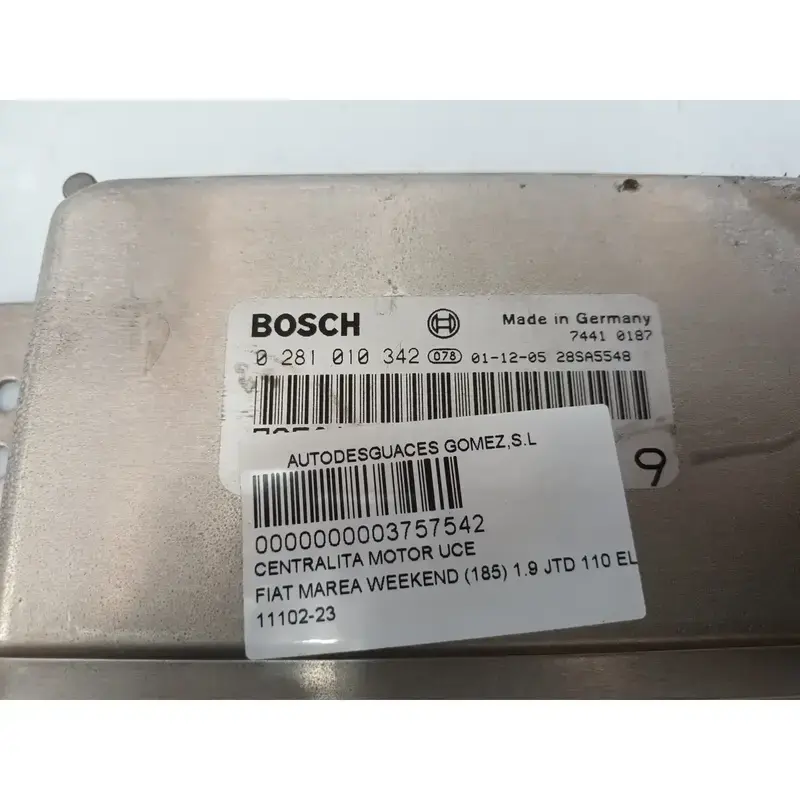 BOSCH
Made in Germany
7441 0187
0 281 010 342 078 01-12-05 28SA5548
9
AUTODESGUACES GOMEZ,S.L
0000000003757542
CENTRALITA MOTOR UCE
FIAT MAREA WEEKEND (185) 1.9 JTD 110 EL
11102-23